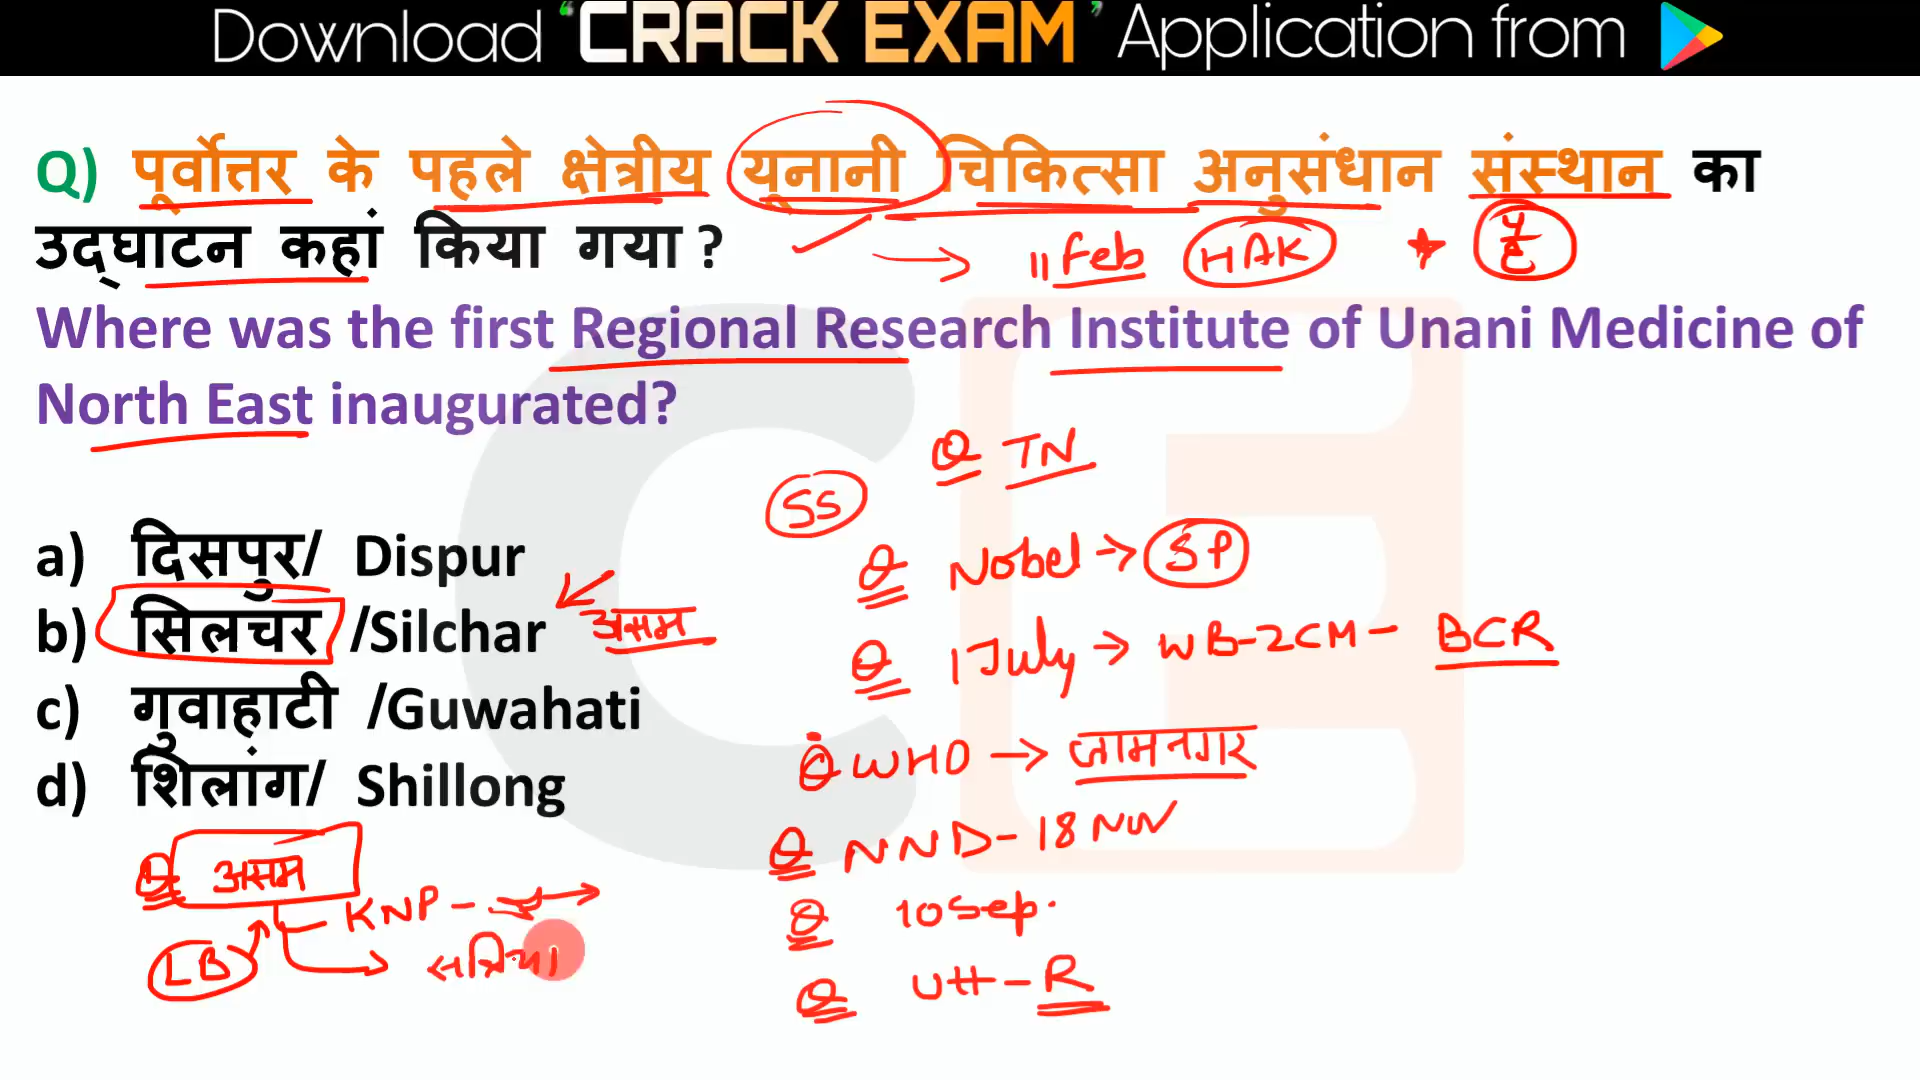 Download ‘CRACK EXAM’ Application from
Q) पूर्वोत्तर के पहले क्षेत्रीय यूनानी चिकित्सा अनुसंधान संस्थान का
उद्घाटन कहां किया गया ?
11 Feb HAK
Where was the first Regional Research Institute of Unani Medicine of
North East inaugurated?
Q TN
SS
a) दिसपुर/ Dispur
Q Nobel → SP
b) सिलचर /Silchar असम
Q 1 July → WB-2CM- BCR
c) गुवाहाटी /Guwahati
Q WHO → जामनगर
d) शिलांग/ Shillong
Q NND-18 Nov
Q असम
KNP-
Q 10 Sep.
LB
Q UTT-R